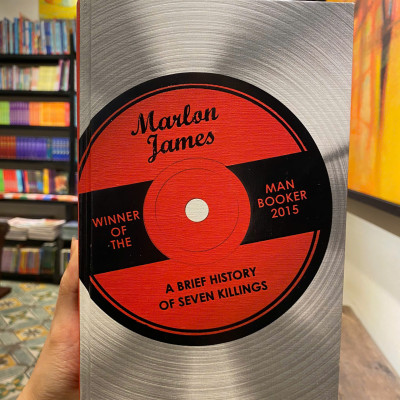 Marlon
James
WINNER
OF
THE
MAN
BOOKER
2015
A BRIEF HISTORY
OF SEVEN KILLINGS